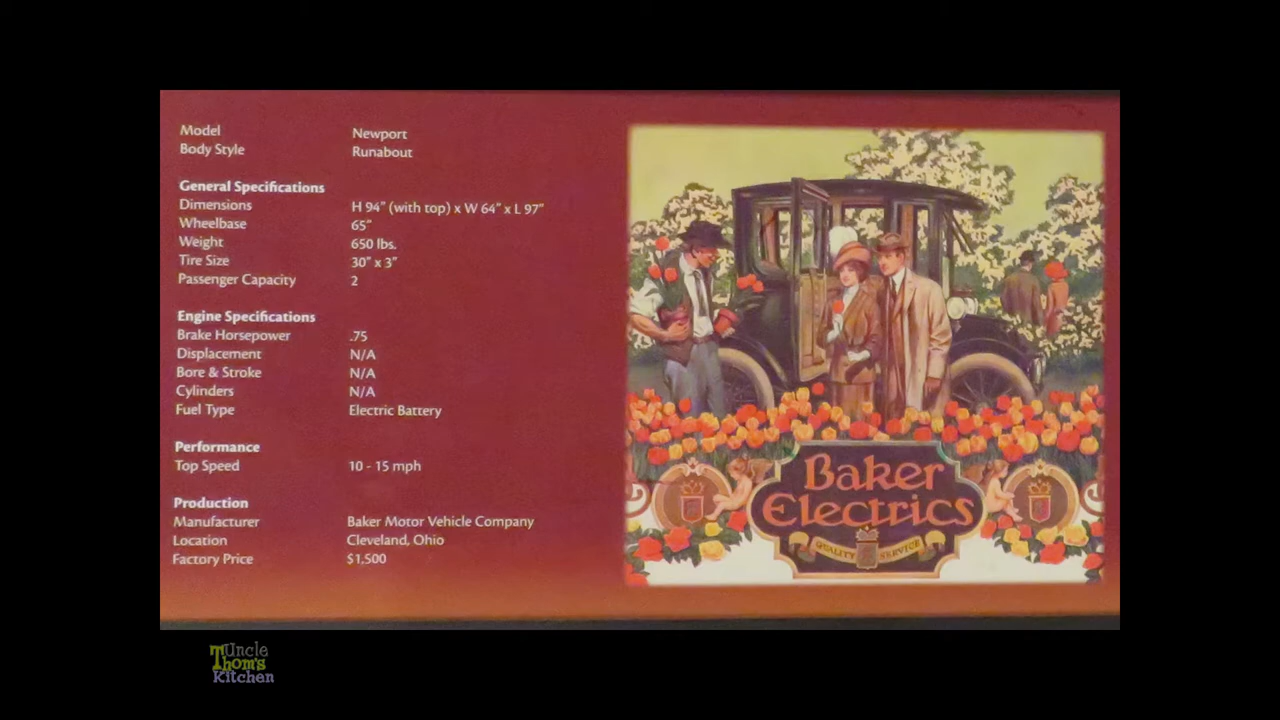 Model Newport
Body Style Runabout
General Specifications
Dimensions H 94" (with top) x W 64" x L 97"
Wheelbase 65"
Weight 650 lbs.
Tire Size 30" x 3"
Passenger Capacity 2
Engine Specifications
Brake Horsepower .75
Displacement N/A
Bore & Stroke N/A
Cylinders N/A
Fuel Type Electric Battery
Performance
Top Speed 10 - 15 mph
Production
Manufacturer Baker Motor Vehicle Company
Location Cleveland, Ohio
Factory Price $1,500
Baker
Electrics
QUALITY SERVICE
Uncle
Thom's
Kitchen